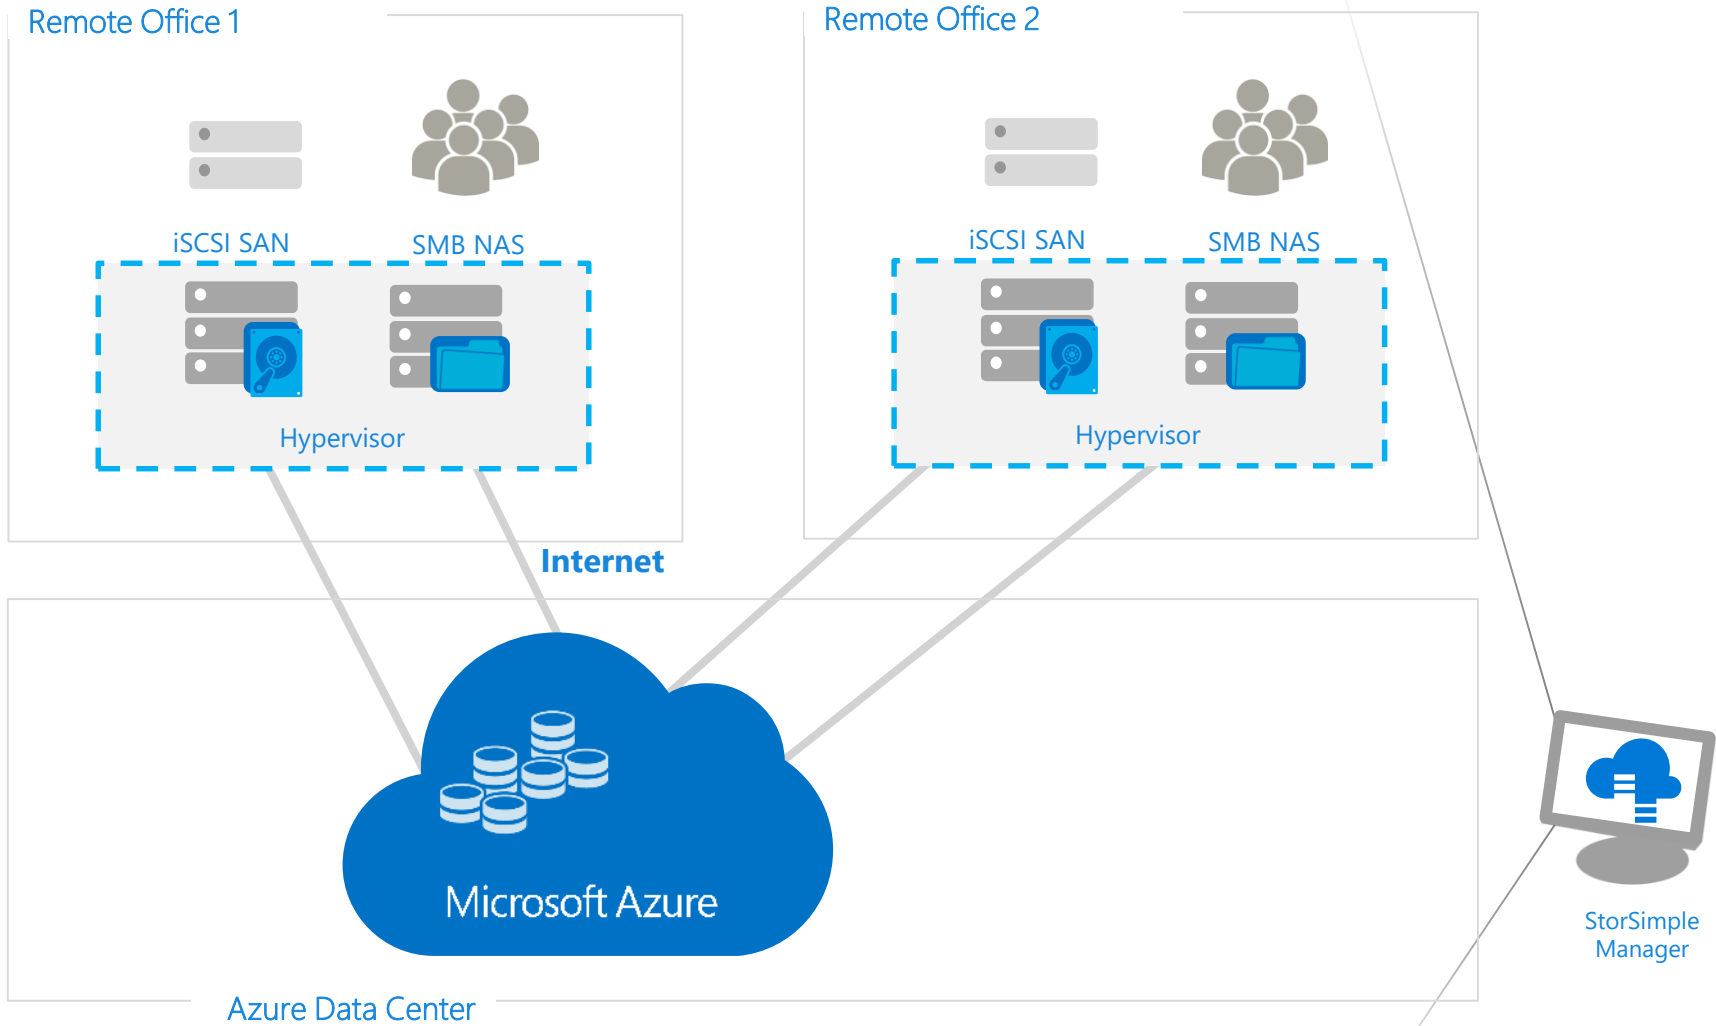 Remote Office 1
Remote Office 2
iSCSI SAN
SMB NAS
iSCSI SAN
SMB NAS
Hypervisor
Hypervisor
Internet
Microsoft Azure
StorSimple
Manager
Azure Data Center